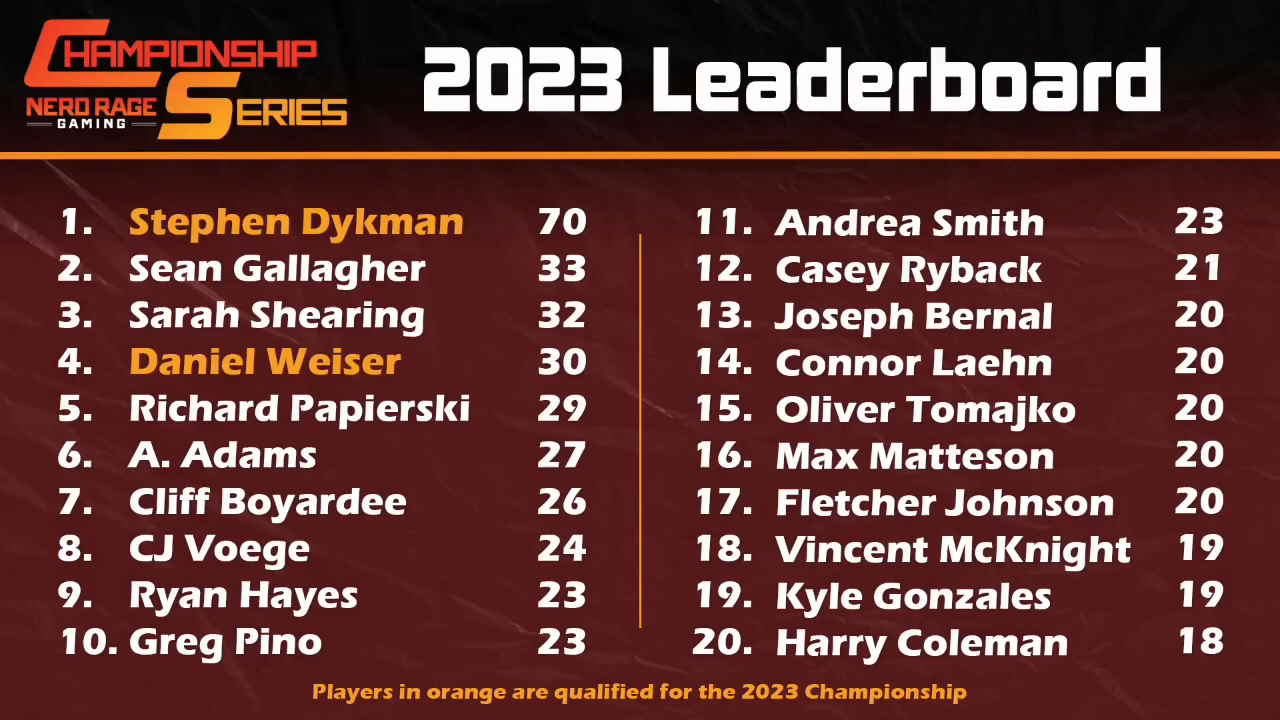 CHAMPIONSHIP
SERIES
NERD RAGE
GAMING
2023 Leaderboard
1. Stephen Dykman 70
2. Sean Gallagher 33
3. Sarah Shearing 32
4. Daniel Weiser 30
5. Richard Papierski 29
6. A. Adams 27
7. Cliff Boyardee 26
8. CJ Voege 24
9. Ryan Hayes 23
10. Greg Pino 23
11. Andrea Smith 23
12. Casey Ryback 21
13. Joseph Bernal 20
14. Connor Laehn 20
15. Oliver Tomajko 20
16. Max Matteson 20
17. Fletcher Johnson 20
18. Vincent McKnight 19
19. Kyle Gonzales 19
20. Harry Coleman 18
Players in orange are qualified for the 2023 Championship